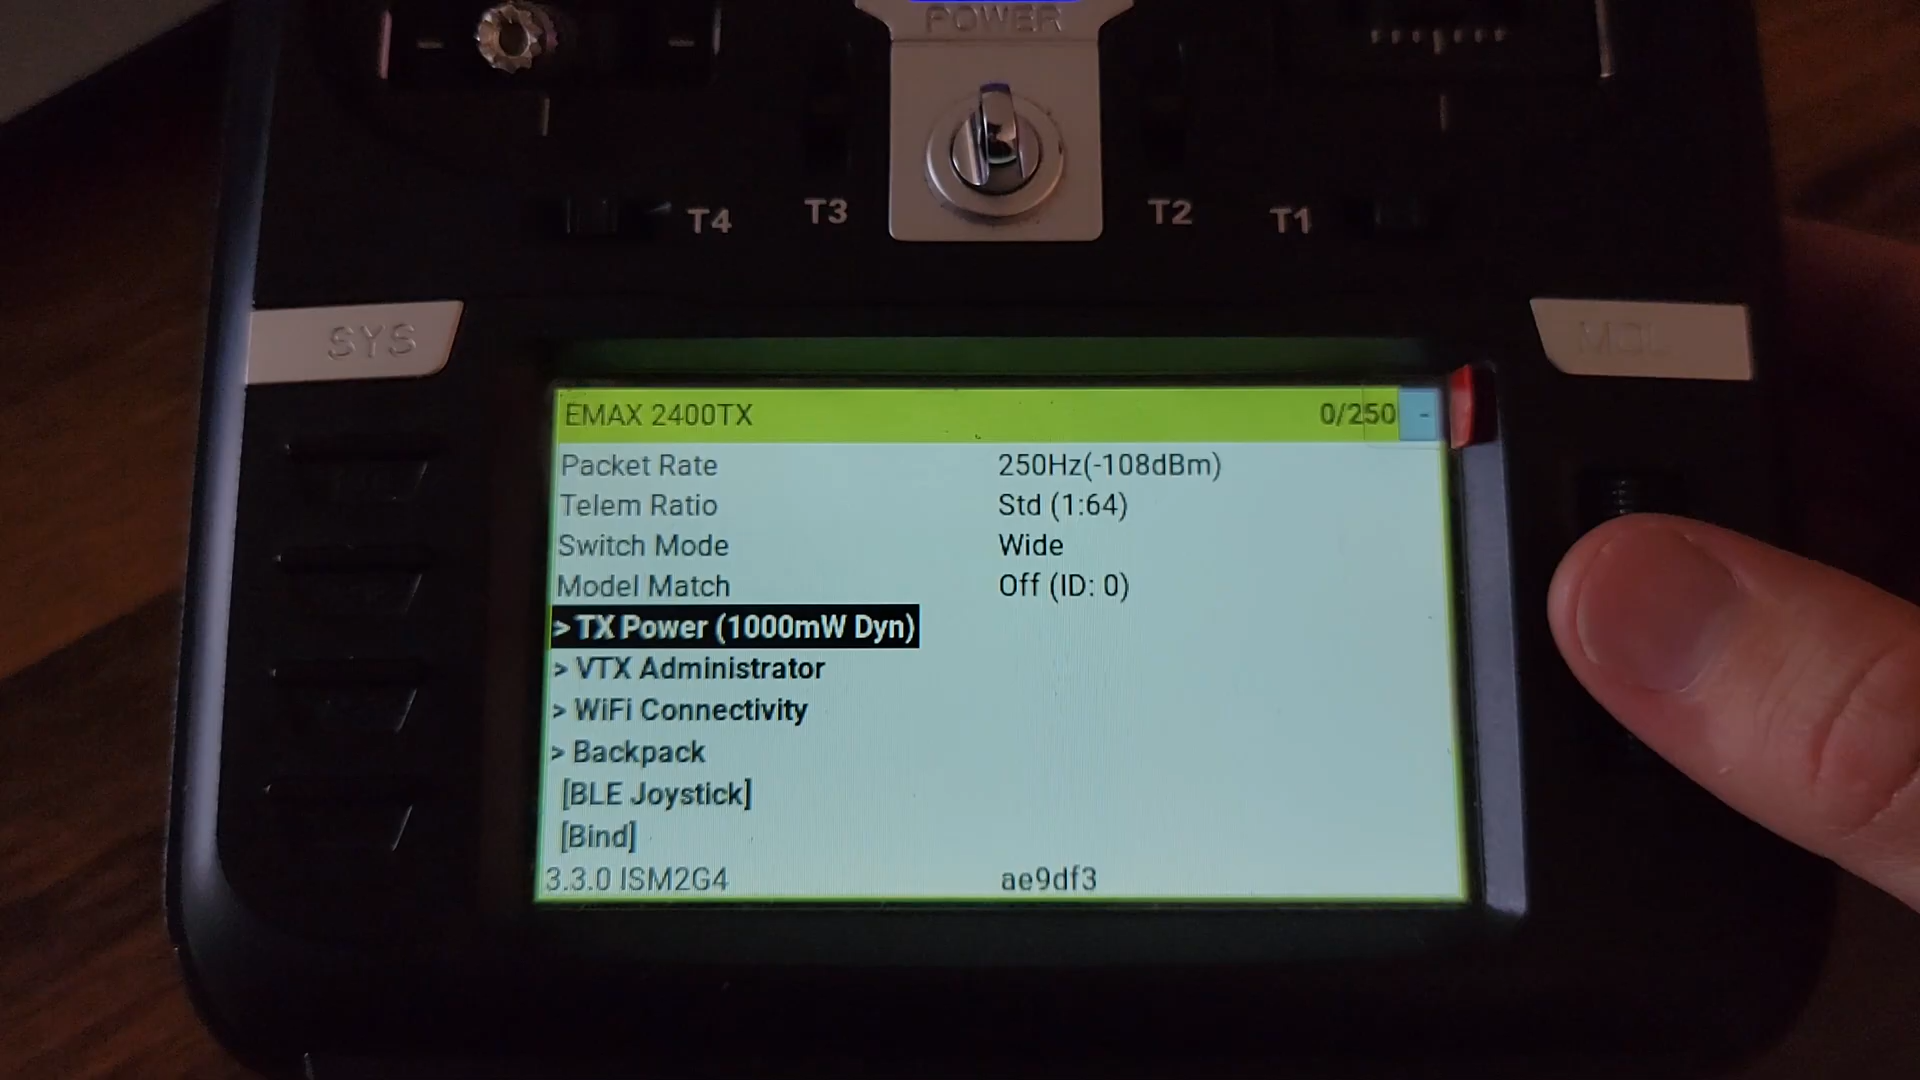 POWER
T4
T3
T2
T1
SYS
MDL
EMAX 2400TX 0/250 -
Packet Rate 250Hz(-108dBm)
Telem Ratio Std (1:64)
Switch Mode Wide
Model Match Off (ID: 0)
> TX Power (1000mW Dyn)
> VTX Administrator
> WiFi Connectivity
> Backpack
[BLE Joystick]
[Bind]
3.3.0 ISM2G4 ae9df3